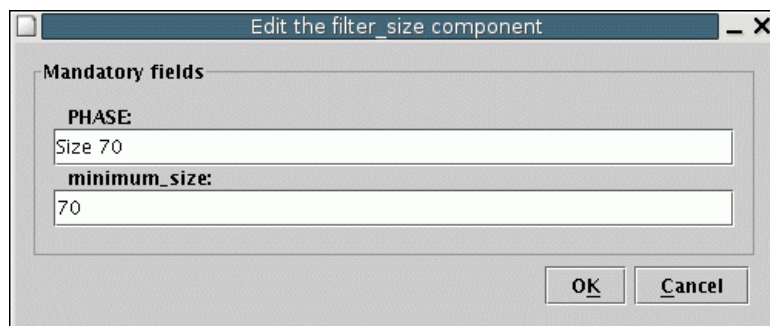 Edit the filter_size component
Mandatory fields
PHASE:
Size 70
minimum_size:
70
OK Cancel